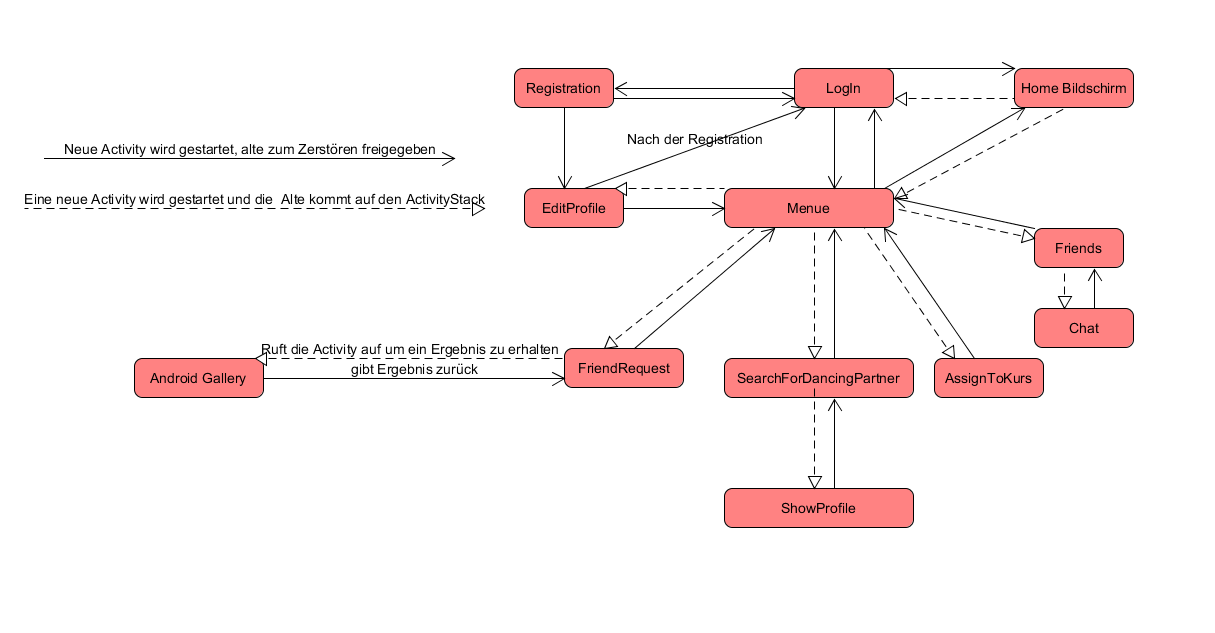 Registration
LogIn
Home Bildschirm
Nach der Registration
Neue Activity wird gestartet, alte zum Zerstören freigegeben
Eine neue Activity wird gestartet und die  Alte kommt auf den ActivityStack
EditProfile
Menue
Friends
Chat
Ruft die Activity auf um ein Ergebnis zu erhalten
gibt Ergebnis zurück
Android Gallery
FriendRequest
SearchForDancingPartner
AssignToKurs
ShowProfile